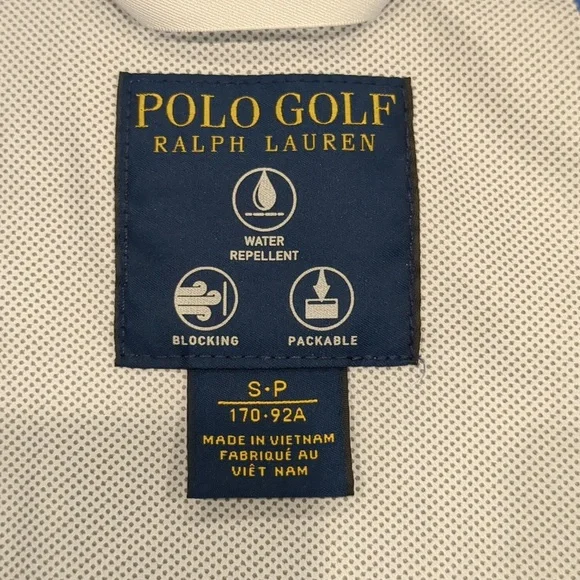 POLO GOLF
RALPH LAUREN
WATER
REPELLENT
BLOCKING
PACKABLE
S•P
170•92A
MADE IN VIETNAM
FABRIQUÉ AU
VIÊT NAM